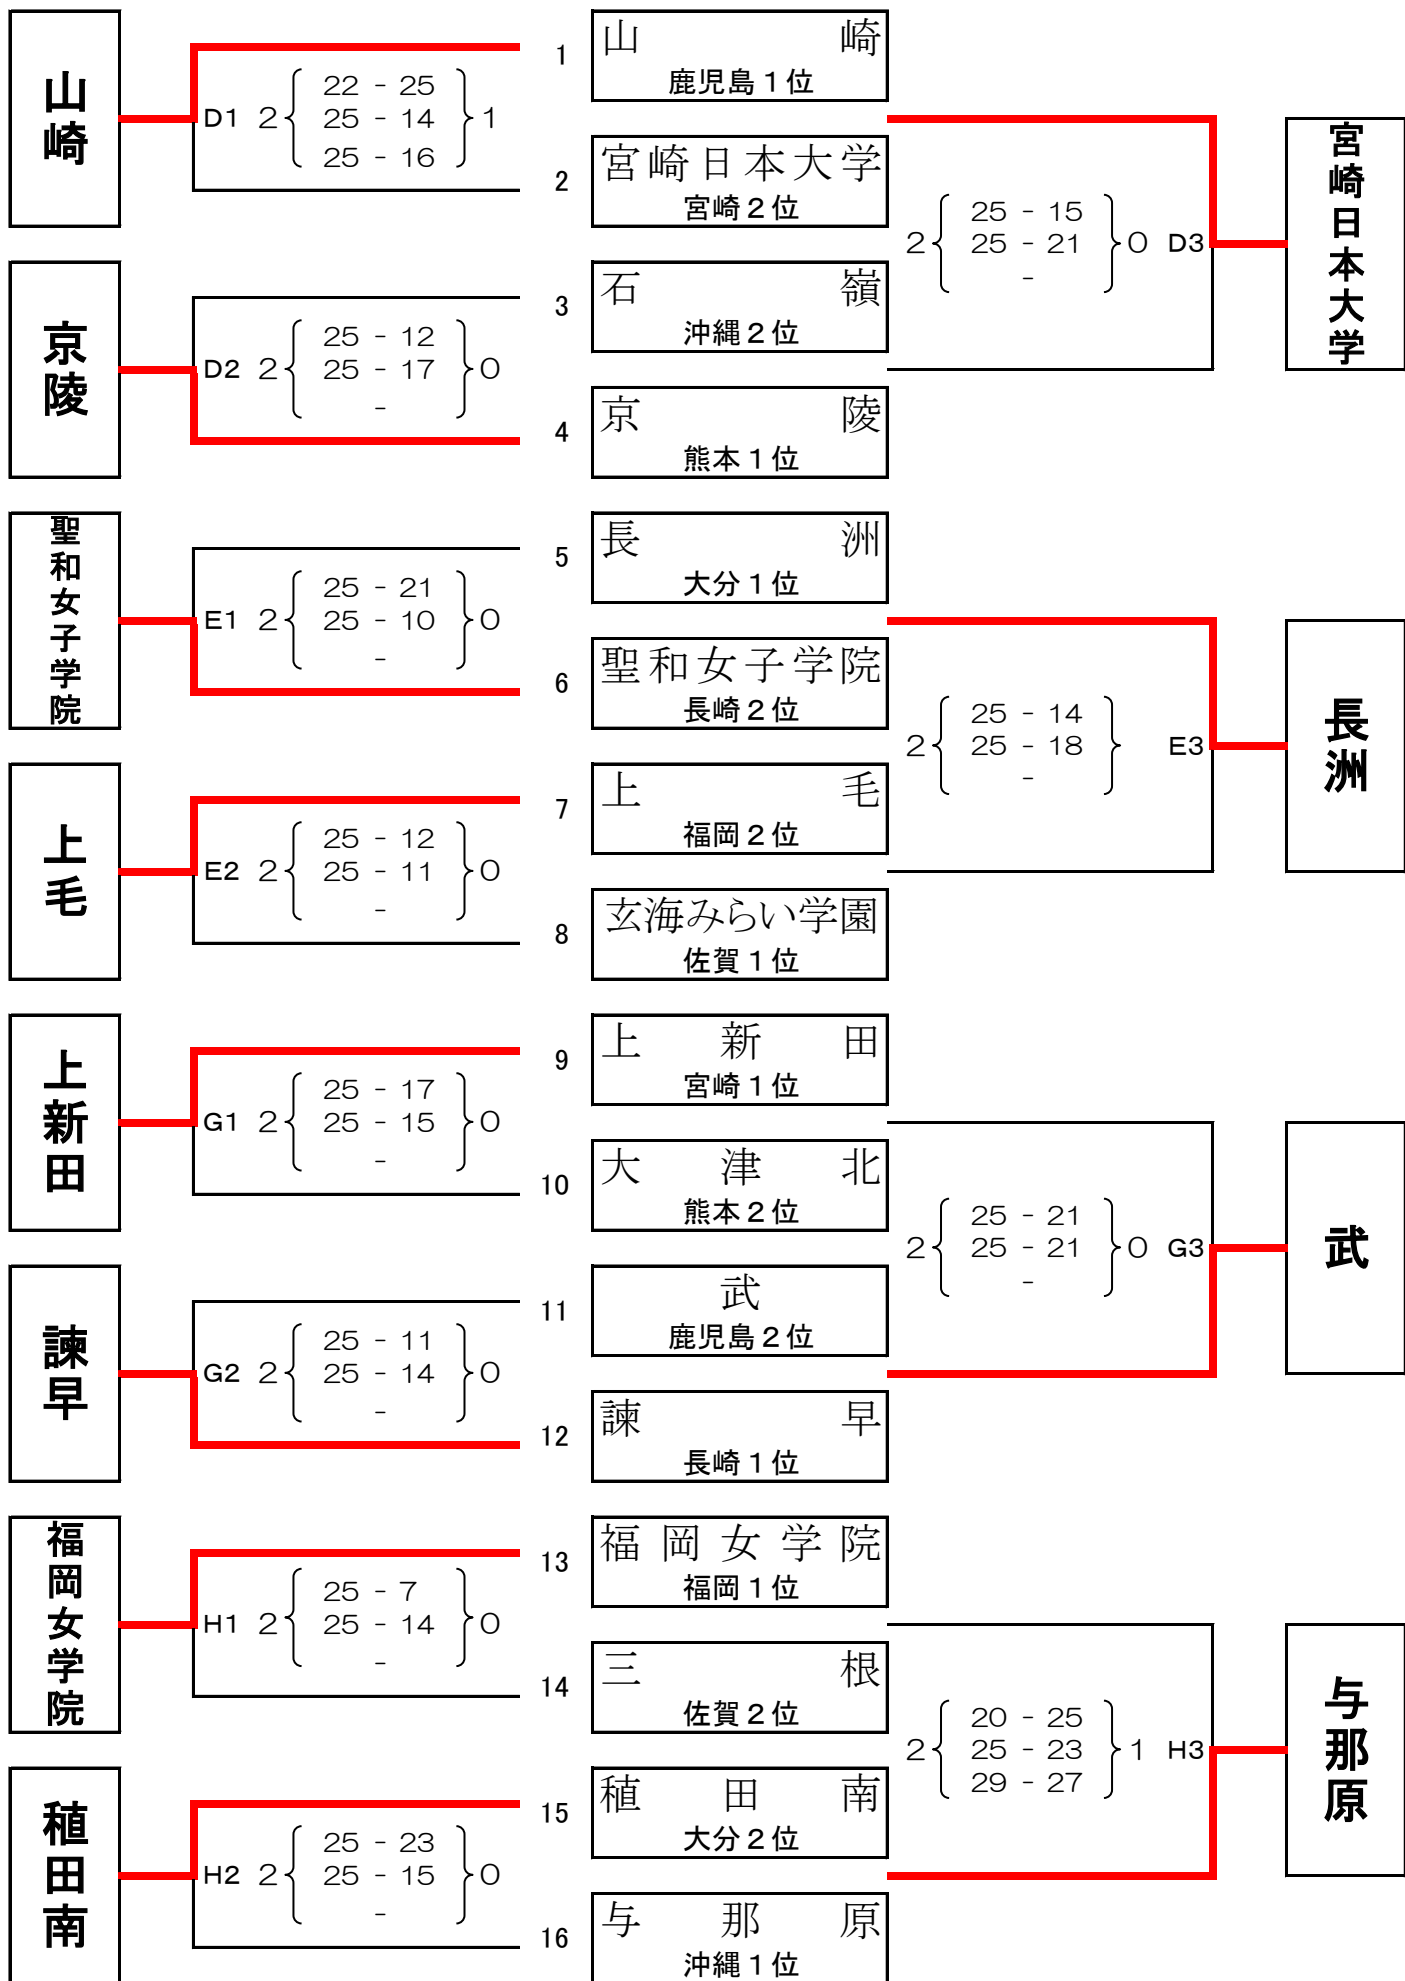 山崎
D1 2 22 - 25 1
25 - 14
25 - 16
1 山崎
鹿児島１位
2 宮崎日本大学
宮崎２位
京陵
D2 2 25 - 12 0
25 - 17
-
3 石嶺
沖縄２位
4 京陵
熊本１位
2 25 - 15 0 D3
25 - 21
-
宮崎日本大学
聖和女子学院
E1 2 25 - 21 0
25 - 10
-
5 長洲
大分１位
6 聖和女子学院
長崎２位
上毛
E2 2 25 - 12 0
25 - 11
-
7 上毛
福岡２位
8 玄海みらい学園
佐賀１位
2 25 - 14 E3
25 - 18
-
長洲
上新田
G1 2 25 - 17 0
25 - 15
-
9 上新田
宮崎１位
10 大津北
熊本２位
諫早
G2 2 25 - 11 0
25 - 14
-
11 武
鹿児島２位
12 諫早
長崎１位
2 25 - 21 0 G3
25 - 21
-
武
福岡女学院
H1 2 25 - 7 0
25 - 14
-
13 福岡女学院
福岡１位
14 三根
佐賀２位
稙田南
H2 2 25 - 23 0
25 - 15
-
15 稙田南
大分２位
16 与那原
沖縄１位
2 20 - 25 1 H3
25 - 23
29 - 27
与那原